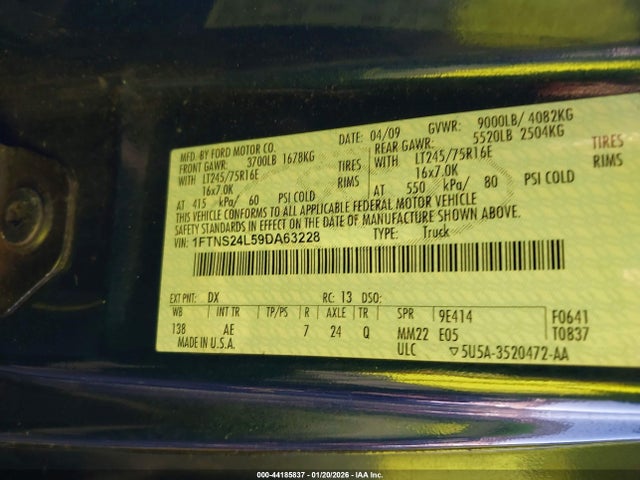 MFD. BY FORD MOTOR CO. DATE: 04/09 GVWR: 9000LB/ 4082KG
FRONT GAWR: 3700LB 1678KG REAR GAWR: 5520LB 2504KG
WITH LT245/75R16E TIRES WITH LT245/75R16E TIRES
16x7.0K RIMS 16x7.0K RIMS
AT 415 kPa/ 60 PSI COLD AT 550 kPa/ 80 PSI COLD
THIS VEHICLE CONFORMS TO ALL APPLICABLE FEDERAL MOTOR VEHICLE
SAFETY STANDARDS IN EFFECT ON THE DATE OF MANUFACTURE SHOWN ABOVE.
VIN: 1FTNS24L59DA63228 TYPE: Truck
EXT PNT: DX RC: 13 DSO:
WB INT TR TP/PS R AXLE TR SPR 9E414 F0641
138 AE 7 24 Q MM22 E05 T0837
MADE IN U.S.A. ULC ▽5U5A-3520472-AA
000-44185837 - 01/20/2026 - IAA Inc.